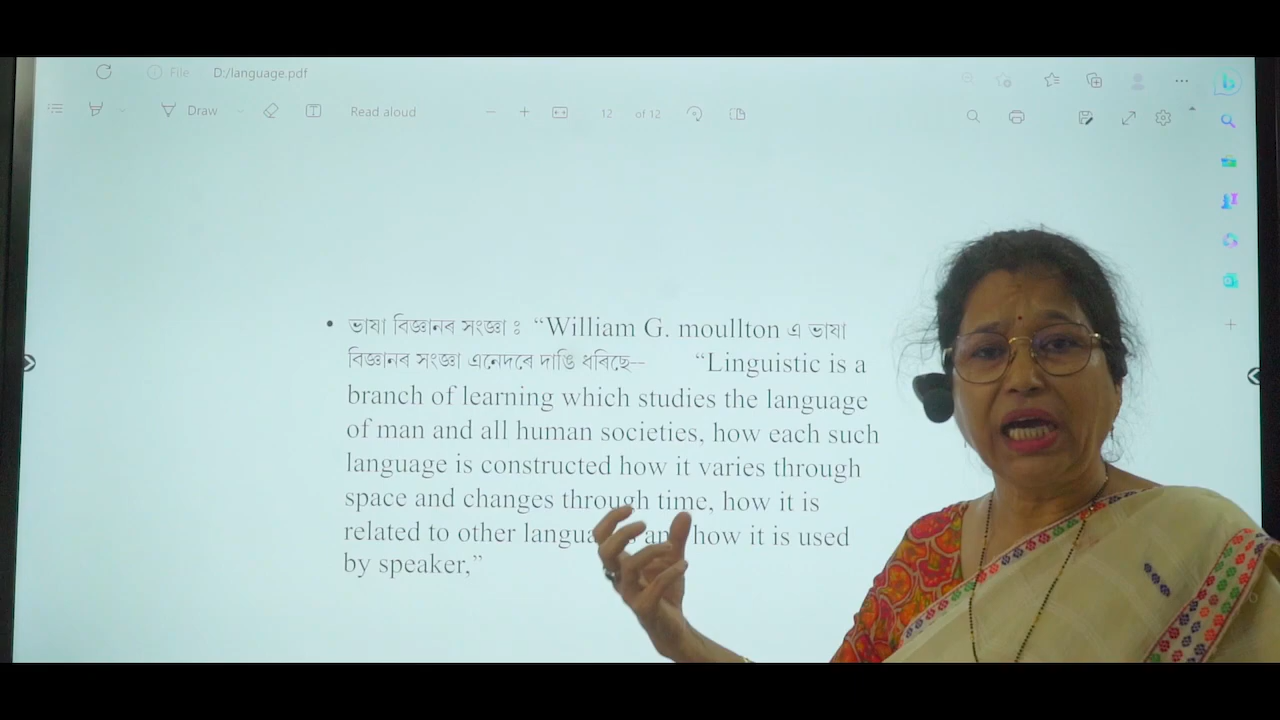 File D:/language.pdf
Draw Read aloud 12 of 12
• ভাষা বিজ্ঞানৰ সংজ্ঞা ঃ “William G. moullton এ ভাষা
বিজ্ঞানৰ সংজ্ঞা এনেদৰে দাঙি ধৰিছে-- “Linguistic is a
branch of learning which studies the language
of man and all human societies, how each such
language is constructed how it varies through
space and changes through time, how it is
related to other how it is used
by speaker,”